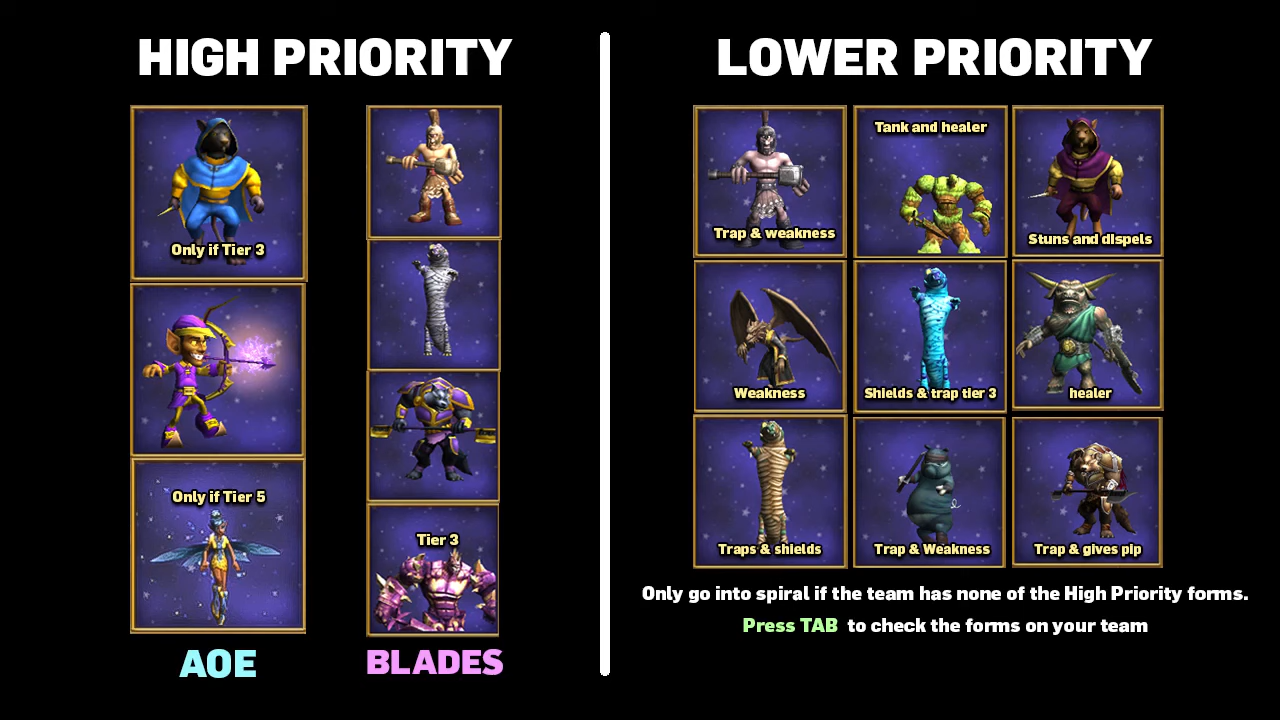 HIGH PRIORITY
Only if Tier 3
Only if Tier 5
Tier 3
AOE
BLADES
LOWER PRIORITY
Trap & weakness
Tank and healer
Stuns and dispels
Weakness
Shields & trap tier 3
healer
Traps & shields
Trap & Weakness
Trap & gives pip
Only go into spiral if the team has none of the High Priority forms.
Press TAB to check the forms on your team